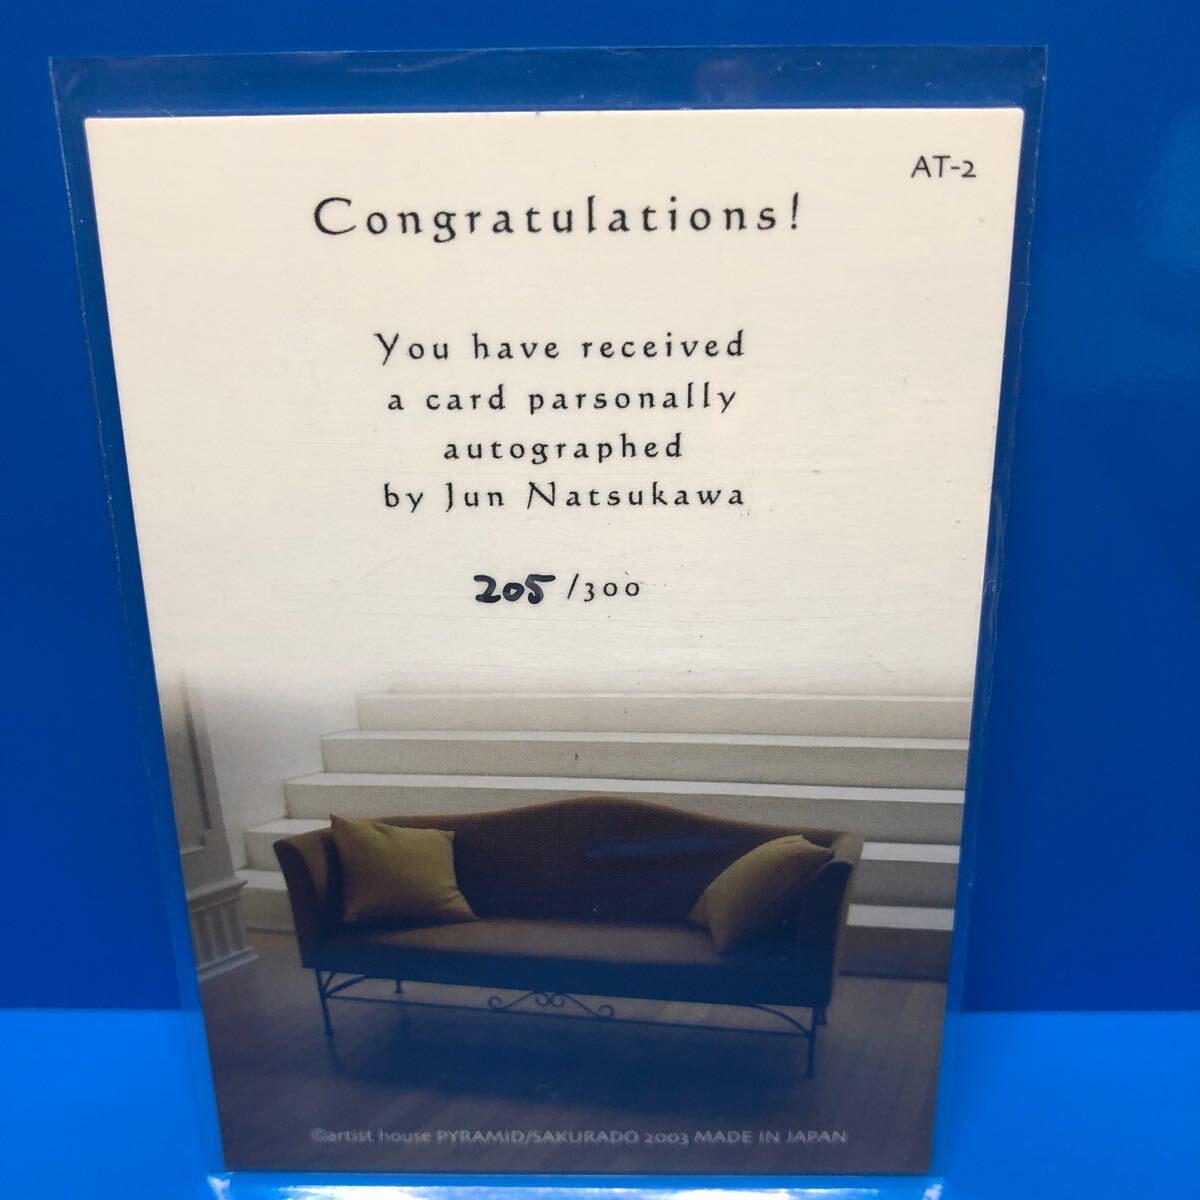 AT-2
Congratulations!
You have received
a card parsonally
autographed
by Jun Natsukawa
205/300
©artist house PYRAMID/SAKURADO 2003 MADE IN JAPAN